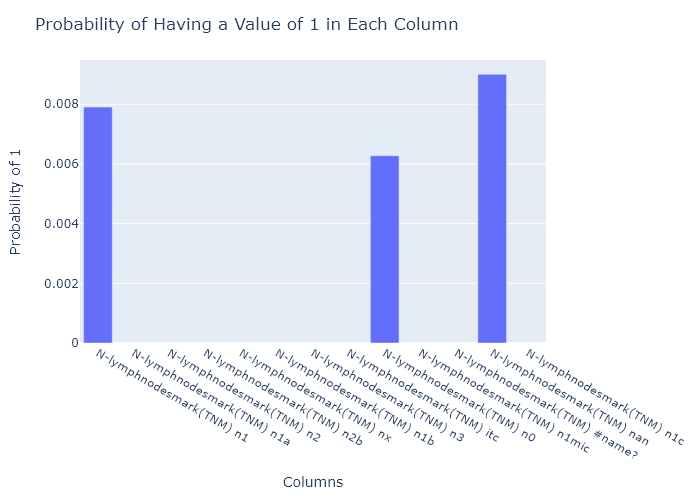 Probability of Having a Value of 1 in Each Column
Probability of 1
0.008
0.006
0.004
0.002
0
N-lymphnodesmark(TNM) n1
N-lymphnodesmark(TNM) n1a
N-lymphnodesmark(TNM) n2
N-lymphnodesmark(TNM) n2b
N-lymphnodesmark(TNM) nx
N-lymphnodesmark(TNM) n1b
N-lymphnodesmark(TNM) n3
N-lymphnodesmark(TNM) itc
N-lymphnodesmark(TNM) n0
N-lymphnodesmark(TNM) n1mic
N-lymphnodesmark(TNM) #name?
N-lymphnodesmark(TNM) nan
N-lymphnodesmark(TNM) n1c
Columns